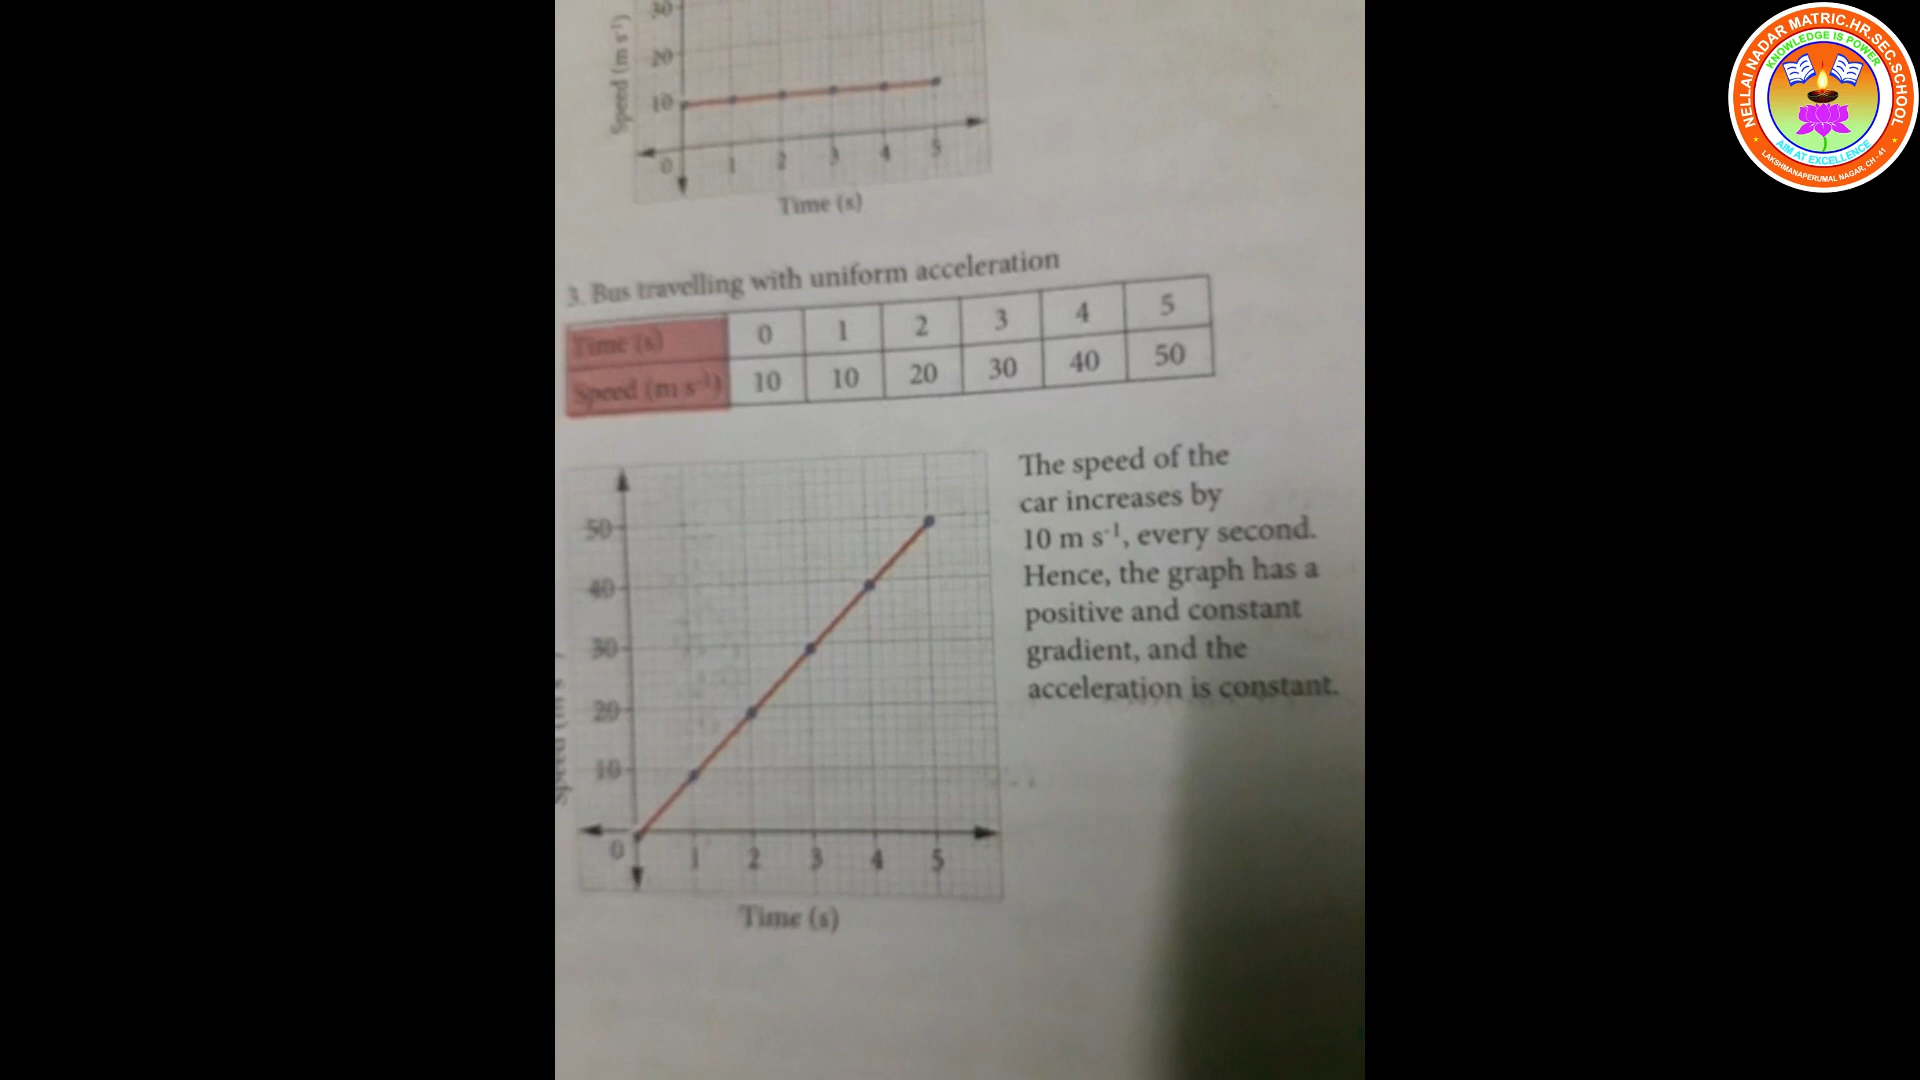 30
20
10
Speed (m s⁻¹)
0 1 2 3 4 5
Time (s)
3. Bus travelling with uniform acceleration
Time (s) 0 1 2 3 4 5
Speed (m s⁻¹) 10 10 20 30 40 50
50
40
30
20
10
0 1 2 3 4 5
Time (s)
The speed of the
car increases by
10 m s⁻¹, every second.
Hence, the graph has a
positive and constant
gradient, and the
acceleration is constant.
NELLAI NADAR MATRIC.HR.SEC.SCHOOL
KNOWLEDGE IS POWER
AIM AT EXCELLENCE
LAKSHMANAPERUMAL NAGAR, CH - 41